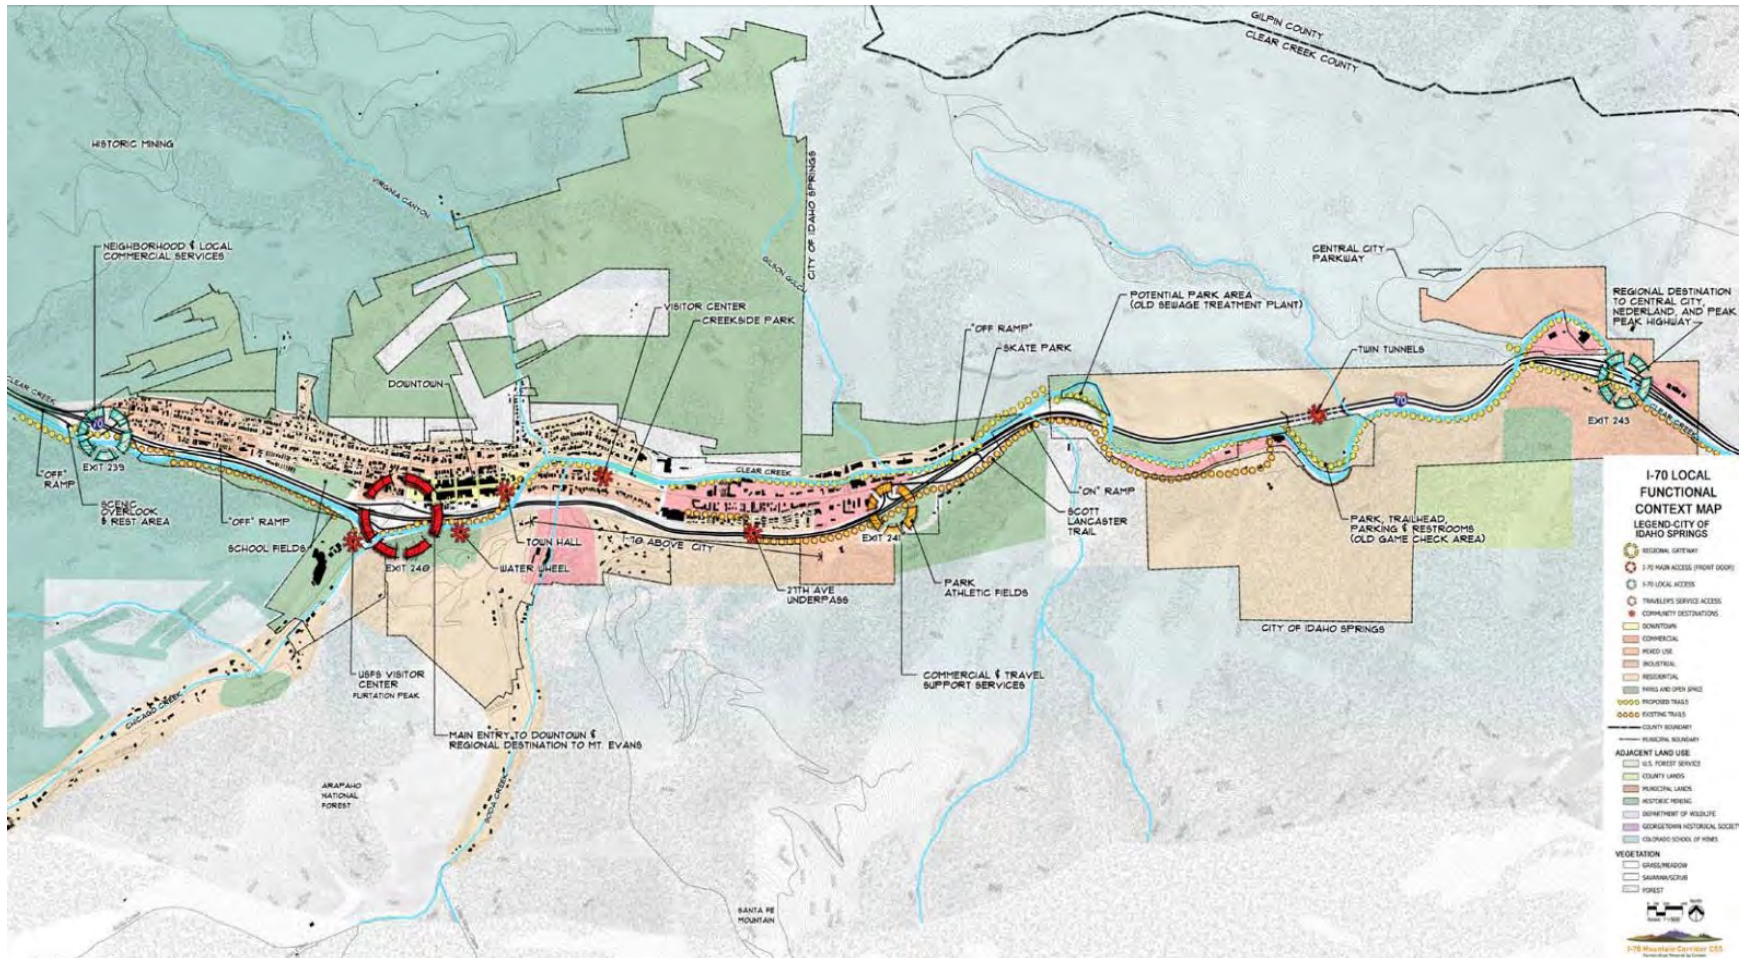 GILPIN COUNTY
CLEAR CREEK COUNTY
HISTORIC MINING
VIRGINIA CANYON
CITY OF IDAHO SPRINGS
GILSON GULCH
NEIGHBORHOOD & LOCAL
COMMERCIAL SERVICES
VISITOR CENTER
CREEKSIDE PARK
DOWNTOWN
"OFF RAMP"
SKATE PARK
POTENTIAL PARK AREA
(OLD SEWAGE TREATMENT PLANT)
CENTRAL CITY
PARKWAY
TWIN TUNNELS
REGIONAL DESTINATION
TO CENTRAL CITY,
NEDERLAND, AND PEAK
PEAK HIGHWAY
CLEAR CREEK
70
EXIT 239
"OFF"
RAMP
SCENIC
OVERLOOK
& REST AREA
"OFF" RAMP
SCHOOL FIELDS
EXIT 240
WATER WHEEL
TOWN HALL
I-70 ABOVE CITY
CLEAR CREEK
27TH AVE
UNDERPASS
EXIT 241
PARK
ATHLETIC FIELDS
"ON" RAMP
SCOTT
LANCASTER
TRAIL
70
EXIT 243
CLEAR CREEK
PARK, TRAILHEAD,
PARKING & RESTROOMS
(OLD GAME CHECK AREA)
CITY OF IDAHO SPRINGS
COMMERCIAL & TRAVEL
SUPPORT SERVICES
USFS VISITOR
CENTER
FLIRTATION PEAK
MAIN ENTRY TO DOWNTOWN &
REGIONAL DESTINATION TO MT. EVANS
CHICAGO CREEK
SODA CREEK
ARAPAHO
NATIONAL
FOREST
SANTA FE
MOUNTAIN
I-70 LOCAL
FUNCTIONAL
CONTEXT MAP
LEGEND-CITY OF
IDAHO SPRINGS
REGIONAL GATEWAY
I-70 MAIN ACCESS (FRONT DOOR)
I-70 LOCAL ACCESS
TRAVELER'S SERVICE ACCESS
COMMUNITY DESTINATIONS
DOWNTOWN
COMMERCIAL
MIXED USE
INDUSTRIAL
RESIDENTIAL
PARKS AND OPEN SPACE
PROPOSED TRAILS
EXISTING TRAILS
COUNTY BOUNDARY
MUNICIPAL BOUNDARY
ADJACENT LAND USE
U.S. FOREST SERVICE
COUNTY LANDS
MUNICIPAL LANDS
HISTORIC MINING
DEPARTMENT OF WILDLIFE
GEORGETOWN HISTORICAL SOCIETY
COLORADO SCHOOL OF MINES
VEGETATION
GRASS/MEADOW
SAVANNA/SCRUB
FOREST
I-70 Mountain Corridor CSS